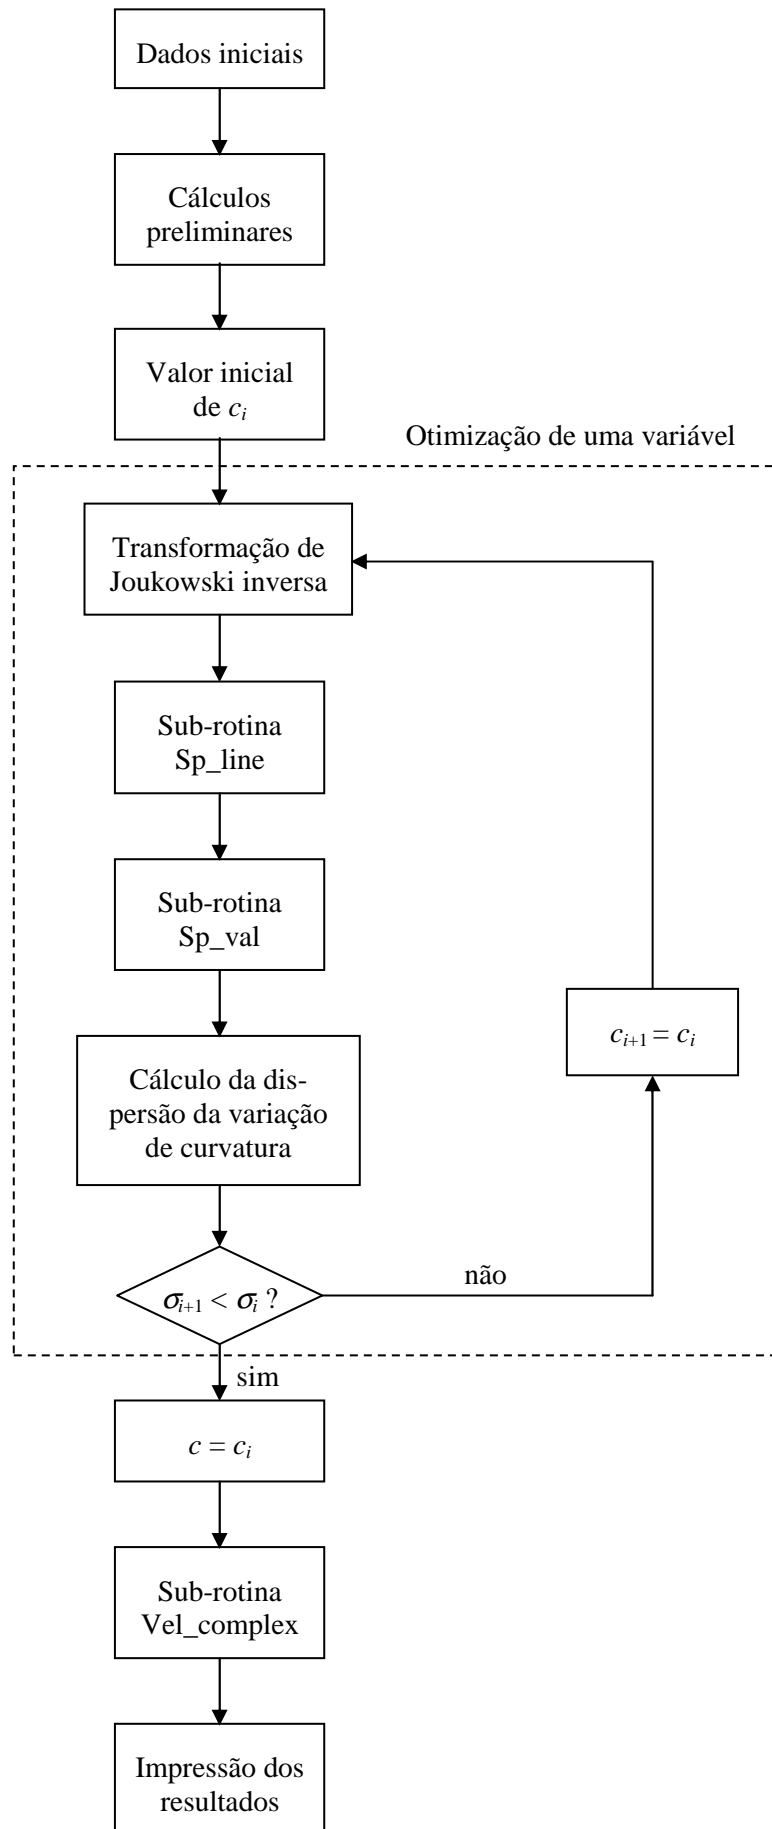 Dados iniciais
Cálculos
preliminares
Valor inicial
de cᵢ
Otimização de uma variável
Transformação de
Joukowski inversa
Sub-rotina
Sp_line
Sub-rotina
Sp_val
cᵢ₊₁ = cᵢ
Cálculo da dis-
persão da variação
de curvatura
não
σᵢ₊₁ < σᵢ ?
sim
c = cᵢ
Sub-rotina
Vel_complex
Impressão dos
resultados